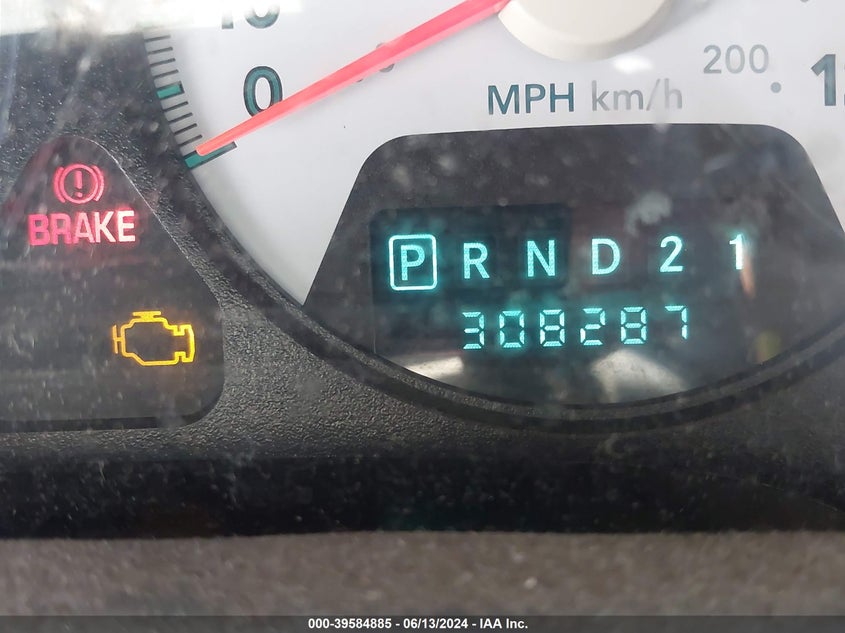 0
200
MPH km/h
BRAKE
P R N D 2 1
308287
000-39584885 - 06/13/2024 - IAA Inc.